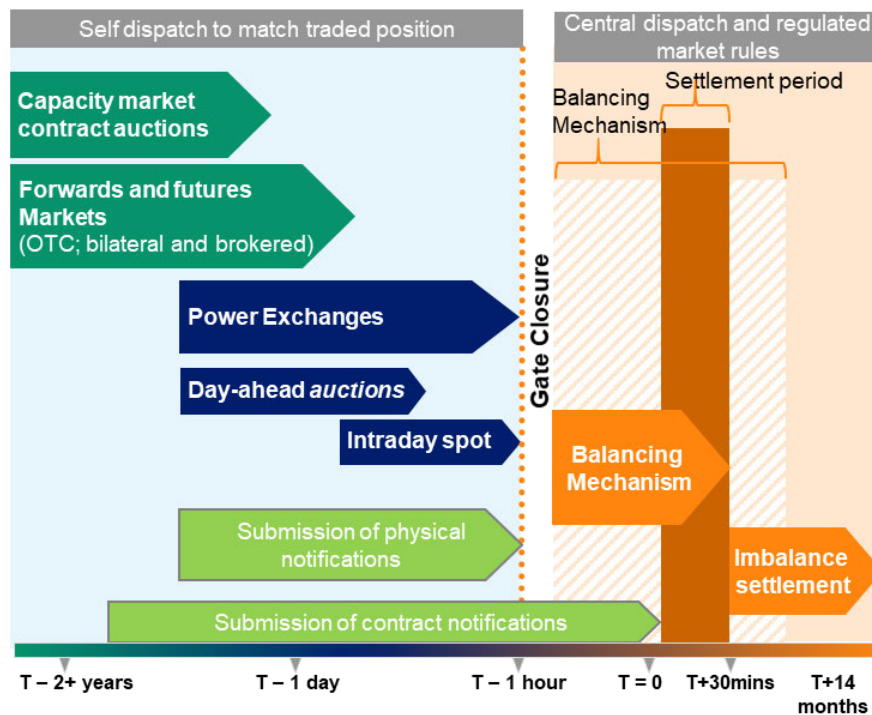 Self dispatch to match traded position
Central dispatch and regulated
market rules
Settlement period
Balancing
Mechanism
Capacity market
contract auctions
Forwards and futures
Markets
(OTC; bilateral and brokered)
Power Exchanges
Day-ahead auctions
Intraday spot
Gate Closure
Balancing
Mechanism
Submission of physical
notifications
Imbalance
settlement
Submission of contract notifications
T – 2+ years
T – 1 day
T – 1 hour
T = 0
T+30mins
T+14
months